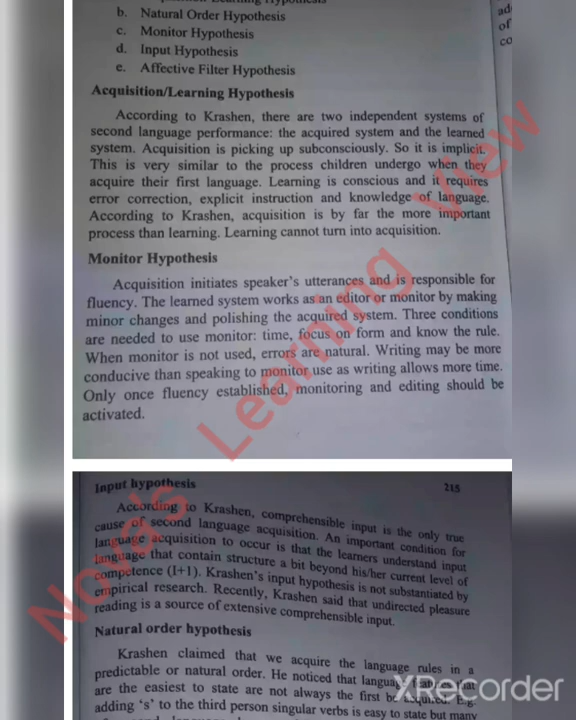 b. Natural Order Hypothesis
c. Monitor Hypothesis
d. Input Hypothesis
e. Affective Filter Hypothesis
Acquisition/Learning Hypothesis
According to Krashen, there are two independent systems of
second language performance: the acquired system and the learned
system. Acquisition is picking up subconsciously. So it is implicit.
This is very similar to the process children undergo when they
acquire their first language. Learning is conscious and it requires
error correction, explicit instruction and knowledge of language.
According to Krashen, acquisition is by far the more important
process than learning. Learning cannot turn into acquisition.
Monitor Hypothesis
Acquisition initiates speaker's utterances and is responsible for
fluency. The learned system works as an editor or monitor by making
minor changes and polishing the acquired system. Three conditions
are needed to use monitor: time, focus on form and know the rule.
When monitor is not used, errors are natural. Writing may be more
conducive than speaking to monitor use as writing allows more time.
Only once fluency established, monitoring and editing should be
activated.
Input hypothesis
215
According to Krashen, comprehensible input is the only true
cause of second language acquisition. An important condition for
language acquisition to occur is that the learners understand input
language that contain structure a bit beyond his/her current level of
competence (I+1). Krashen's input hypothesis is not substantiated by
empirical research. Recently, Krashen said that undirected pleasure
reading is a source of extensive comprehensible input.
Natural order hypothesis
Krashen claimed that we acquire the language rules in a
predictable or natural order. He noticed that language features that
are the easiest to state are not always the first be acquired. E.g.
adding 's' to the third person singular verbs is easy to state but many
of
co
Nova's Learning View
XRecorder